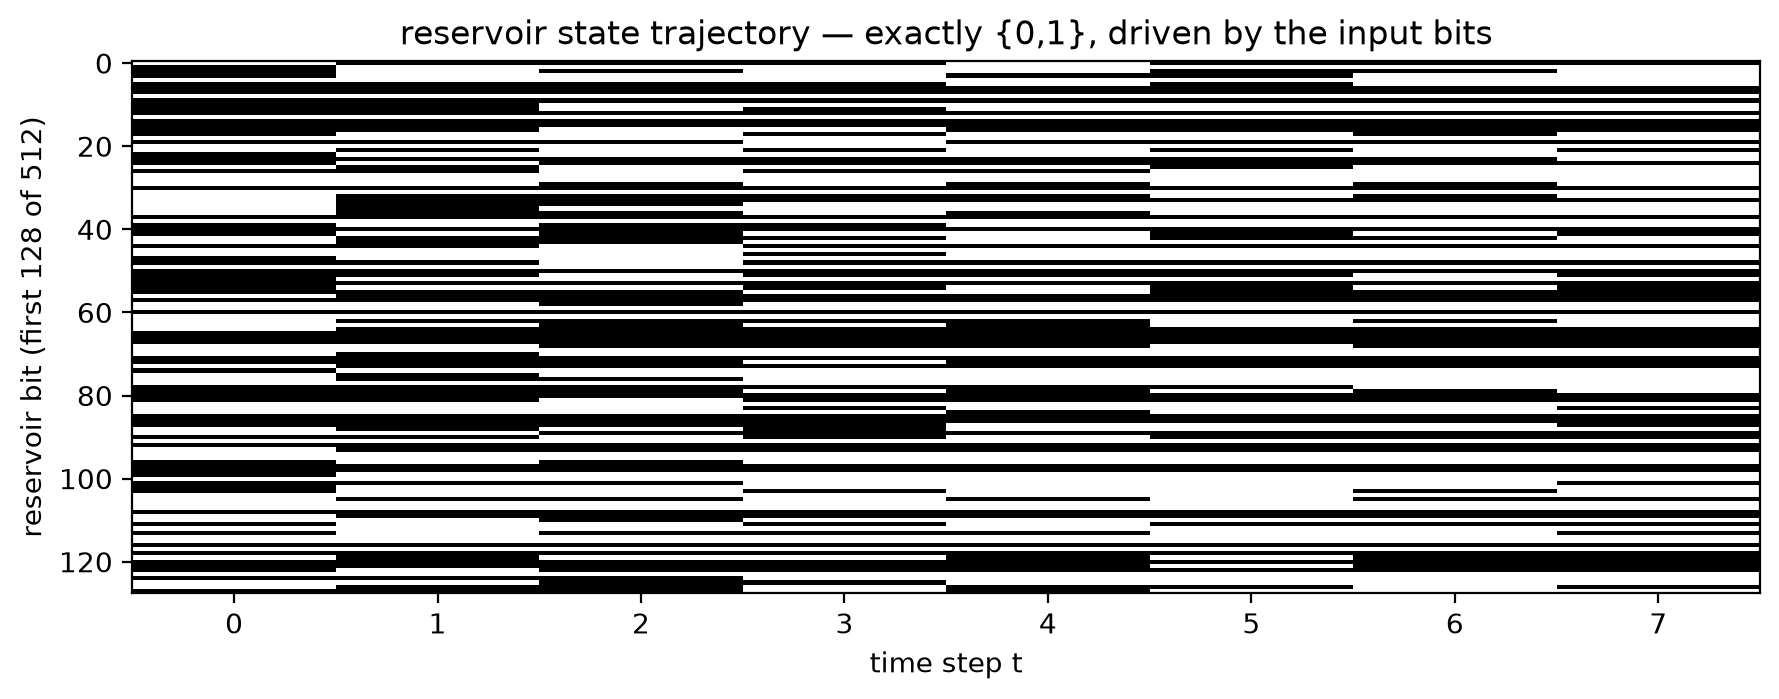 reservoir state trajectory — exactly {0,1}, driven by the input bits
reservoir bit (first 128 of 512)
0
20
40
60
80
100
120
0 1 2 3 4 5 6 7
time step t